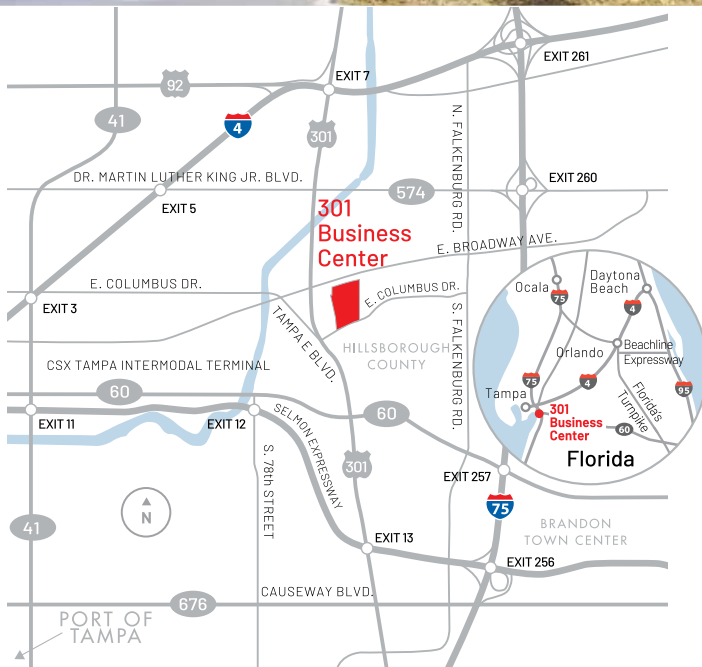 EXIT 261
EXIT 7
92
41
4
301
N. FALKENBURG RD.
DR. MARTIN LUTHER KING JR. BLVD.
574
EXIT 260
EXIT 5
301
Business
Center
E. BROADWAY AVE.
E. COLUMBUS DR.
E. COLUMBUS DR.
EXIT 3
TAMPA E BLVD.
HILLSBOROUGH
COUNTY
S. FALKENBURG RD.
CSX TAMPA INTERMODAL TERMINAL
60
60
EXIT 11
EXIT 12
SELMON EXPRESSWAY
S. 78th STREET
301
EXIT 257
75
N
41
EXIT 13
BRANDON
TOWN CENTER
EXIT 256
CAUSEWAY BLVD.
676
PORT OF
TAMPA
Ocala
75
Daytona
Beach
4
Orlando
Beachline
Expressway
75
4
95
Tampa
Florida's
Turnpike
301
Business
Center
60
Florida